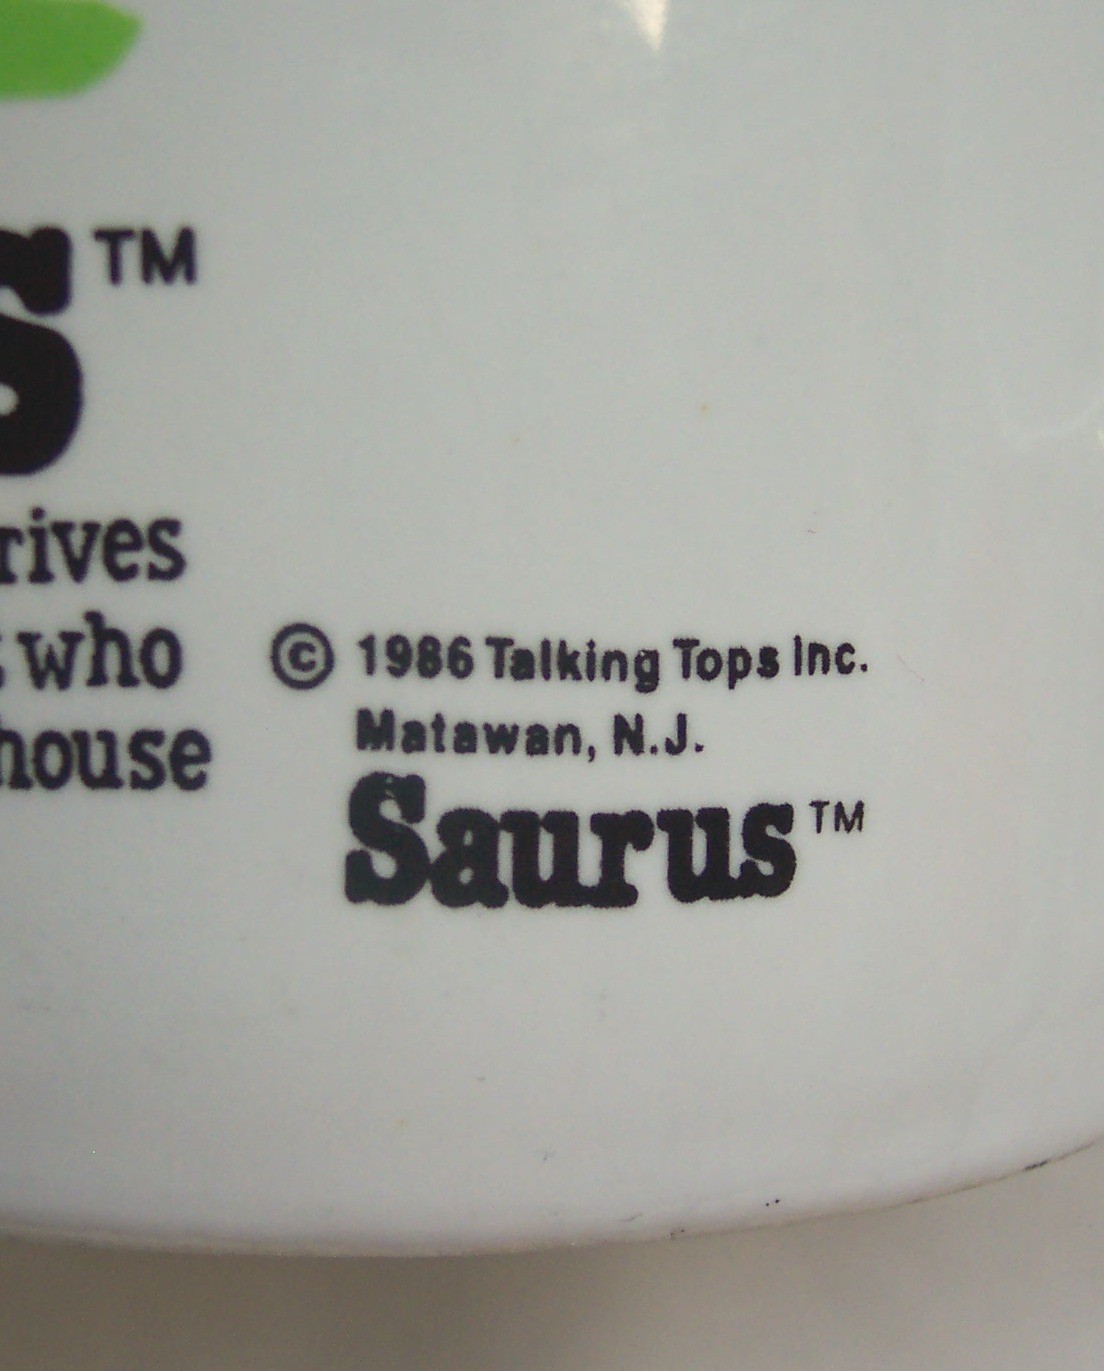 S™
rives
who
house
© 1986 Talking Tops Inc.
Matawan, N.J.
Saurus™